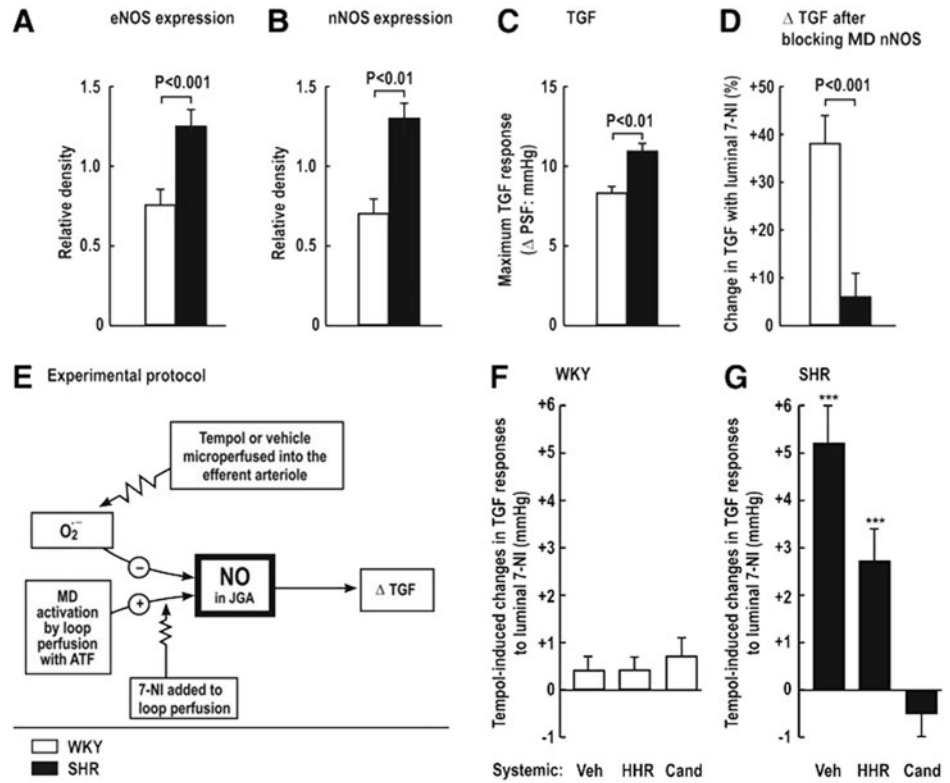 A
eNOS expression
Relative density
1.5
1.0
0.5
0
P<0.001
B
nNOS expression
Relative density
1.5
1.0
0.5
0
P<0.01
C
TGF
Maximum TGF response
(Δ PSF: mmHg)
15
10
5
0
P<0.01
D
Δ TGF after
blocking MD nNOS
Change in TGF with luminal 7-NI (%)
+50
+40
+30
+20
+10
0
P<0.001
E
Experimental protocol
Tempol or vehicle
microperfused into the
efferent arteriole
O2·−
−
MD
activation by loop
perfusion
with ATF
+
NO
in JGA
Δ TGF
7-NI added to
loop perfusion
WKY
SHR
F
WKY
Tempol-induced changes in TGF responses
to luminal 7-NI (mmHg)
+6
+5
+4
+3
+2
+1
0
-1
Systemic: Veh HHR Cand
G
SHR
Tempol-induced changes in TGF responses
to luminal 7-NI (mmHg)
+6
+5
+4
+3
+2
+1
0
-1
***
***
Veh HHR Cand